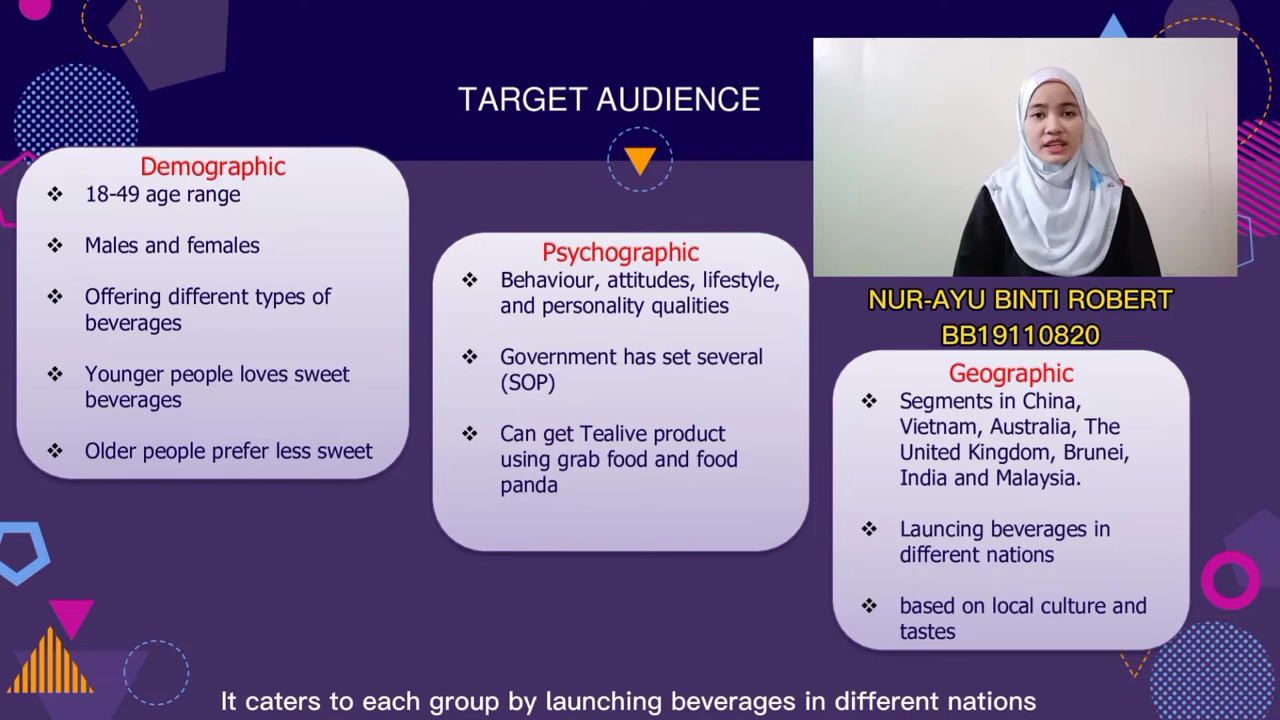 TARGET AUDIENCE
Demographic
❖ 18-49 age range
❖ Males and females
❖ Offering different types of
beverages
❖ Younger people loves sweet
beverages
❖ Older people prefer less sweet
Psychographic
❖ Behaviour, attitudes, lifestyle,
and personality qualities
❖ Government has set several
(SOP)
❖ Can get Tealive product
using grab food and food
panda
NUR-AYU BINTI ROBERT
BB19110820
Geographic
❖ Segments in China,
Vietnam, Australia, The
United Kingdom, Brunei,
India and Malaysia.
❖ Launcing beverages in
different nations
❖ based on local culture and
tastes
It caters to each group by launching beverages in different nations